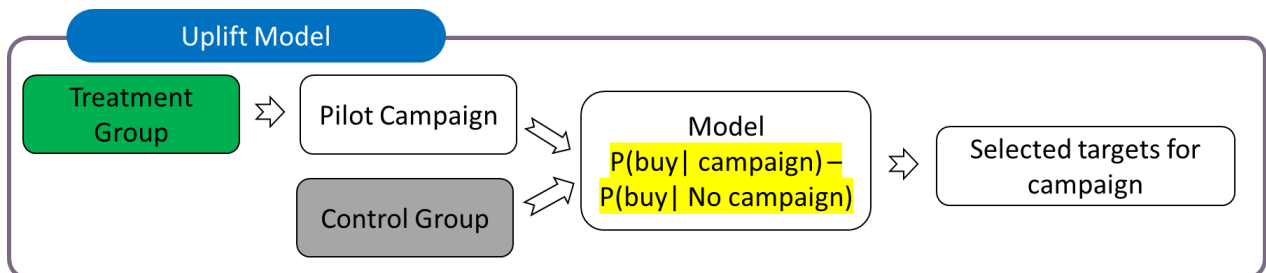 Uplift Model
Treatment
Group
Pilot Campaign
Control Group
Model
P(buy| campaign) –
P(buy| No campaign)
Selected targets for
campaign